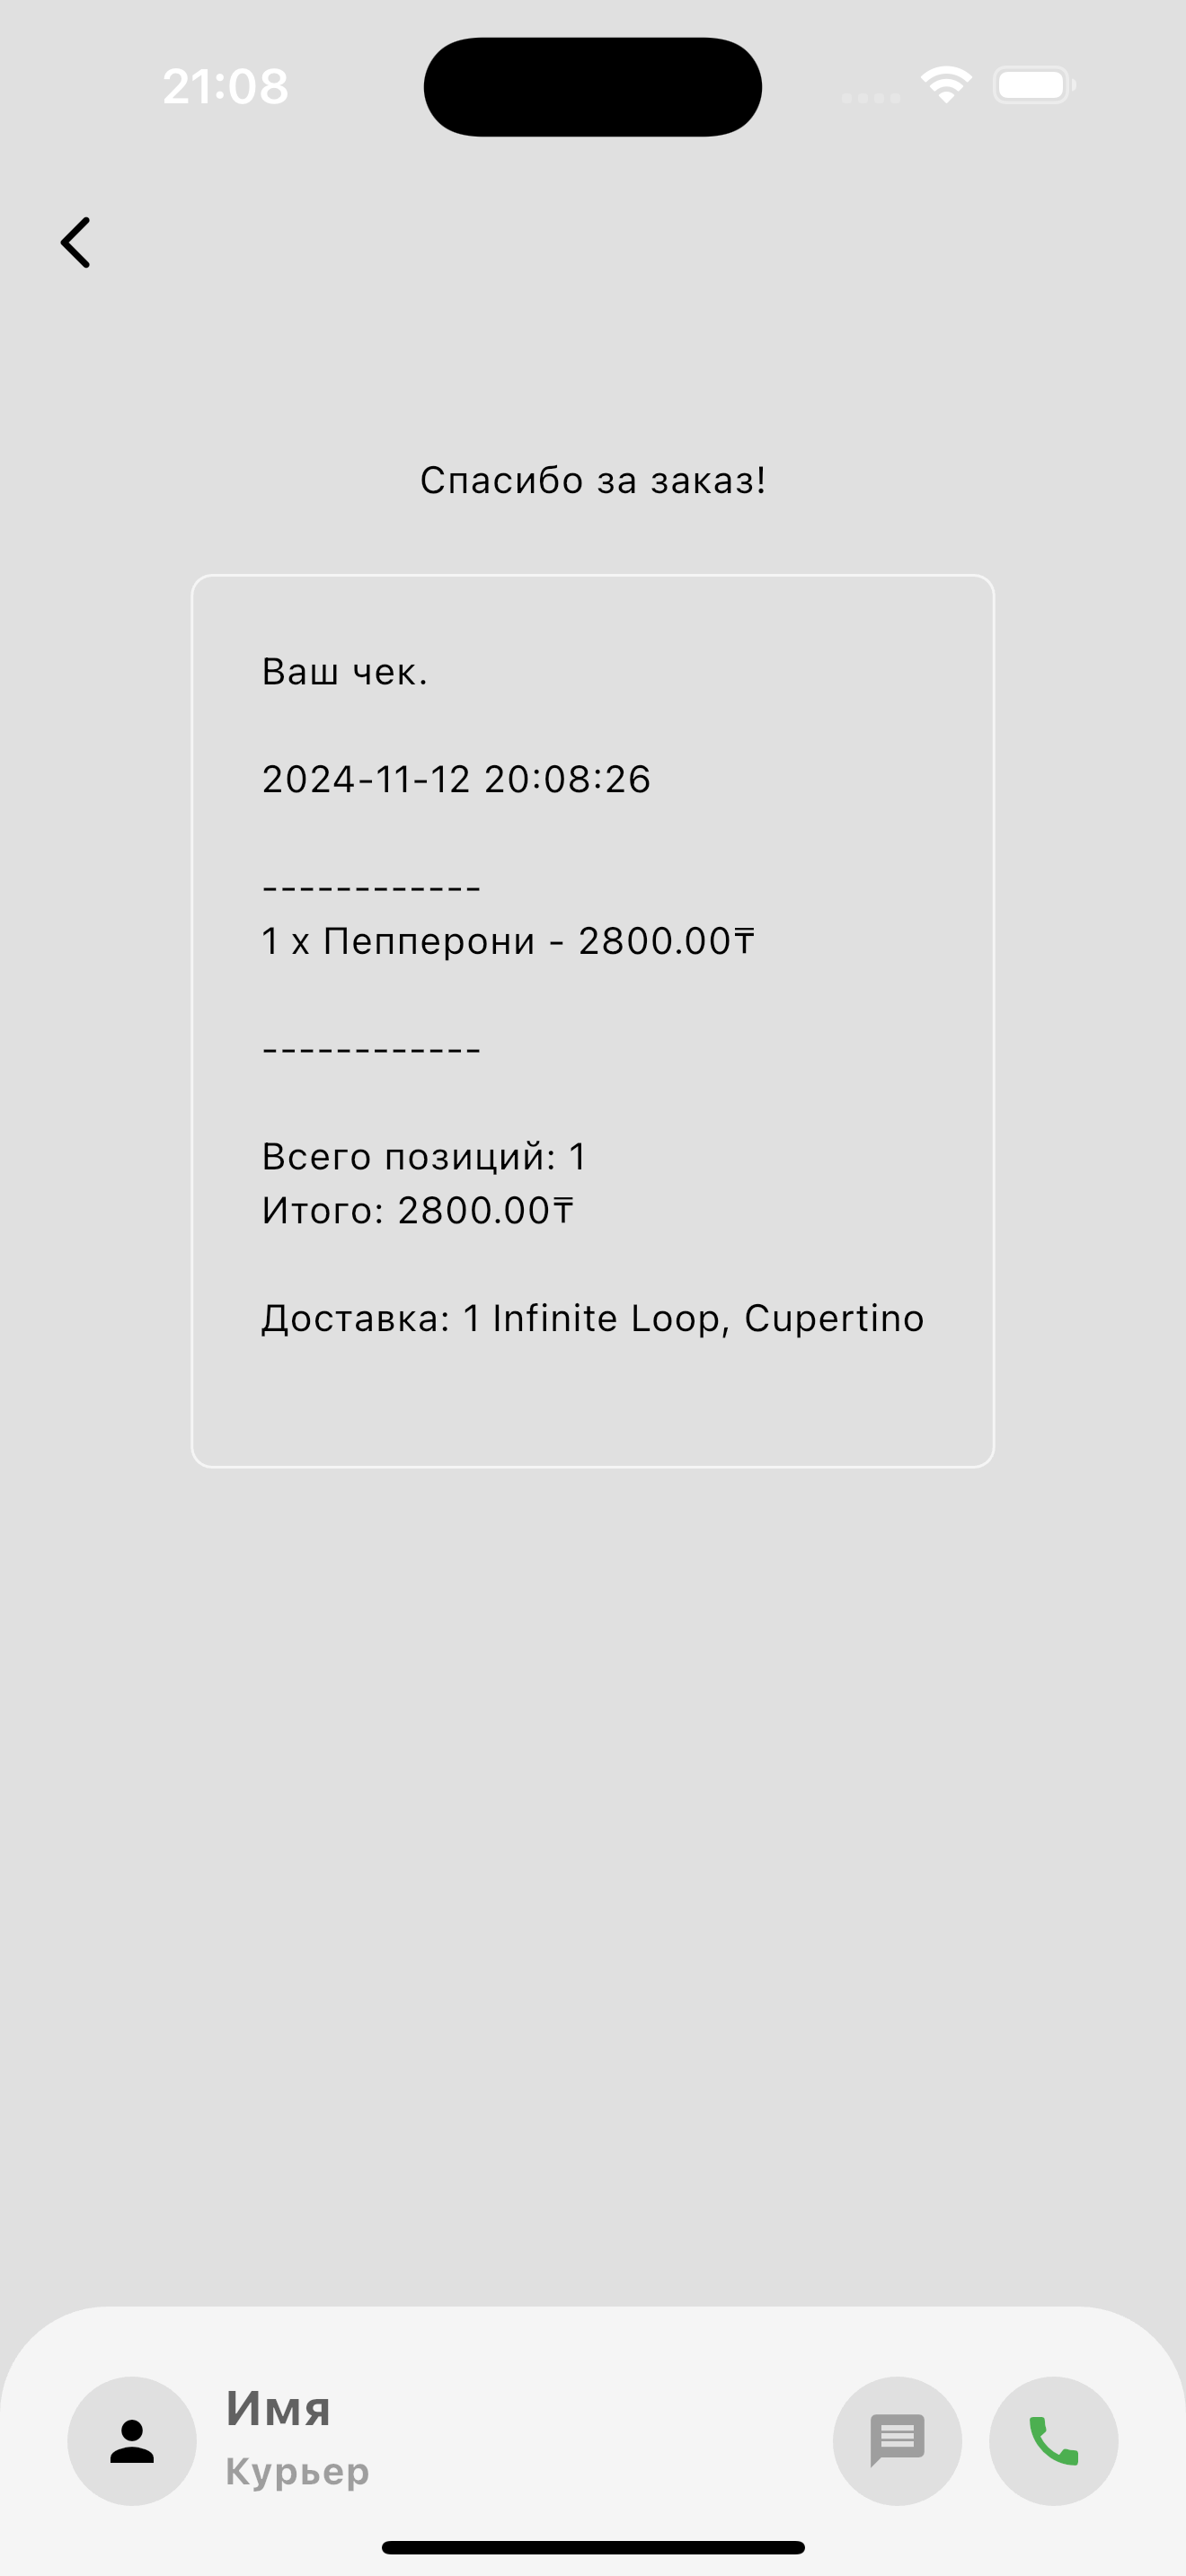 21:08
Спасибо за заказ!
Ваш чек.
2024-11-12 20:08:26
------------
1 x Пепперони - 2800.00₸
------------
Всего позиций: 1
Итого: 2800.00₸
Доставка: 1 Infinite Loop, Cupertino
Имя
Курьер